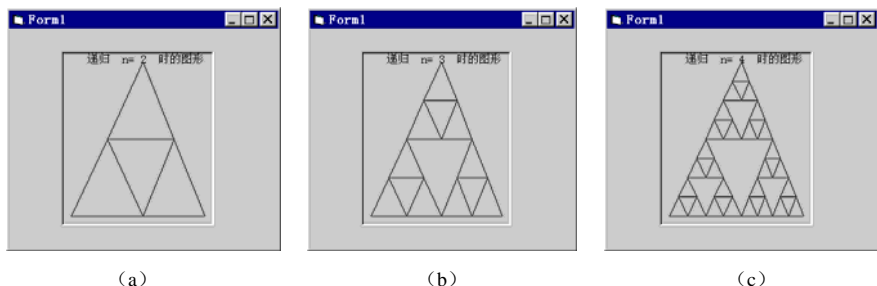 Form1
Form1
Form1
递归 n= 2 时的图形
递归 n= 3 时的图形
递归 n= 4 时的图形
（a）
（b）
（c）